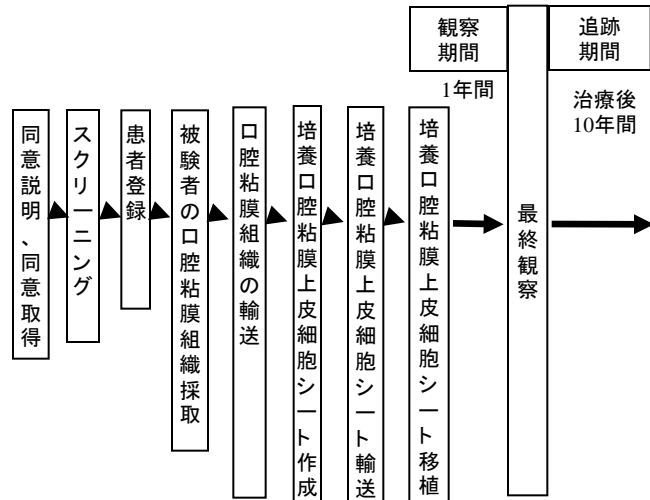 観察
期間
追跡
期間
1年間
治療後
10年間
同意説明、同意取得
スクリーニング
患者登録
被験者の口腔粘膜組織採取
口腔粘膜組織の輸送
培養口腔粘膜上皮細胞シート作成
培養口腔粘膜上皮細胞シート輸送
培養口腔粘膜上皮細胞シート移植
最終観察